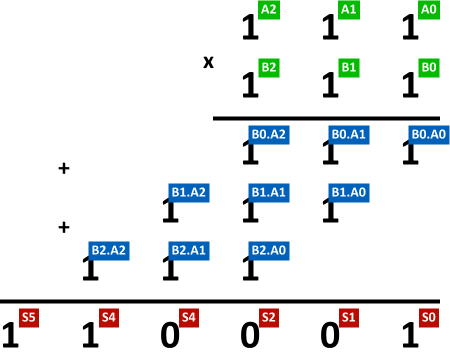 1 A2 1 A1 1 A0
x 1 B2 1 B1 1 B0
1 B0.A2 1 B0.A1 1 B0.A0
+ 1 B1.A2 1 B1.A1 1 B1.A0
+ 1 B2.A2 1 B2.A1 1 B2.A0
1 S5 1 S4 0 S4 0 S2 0 S1 1 S0